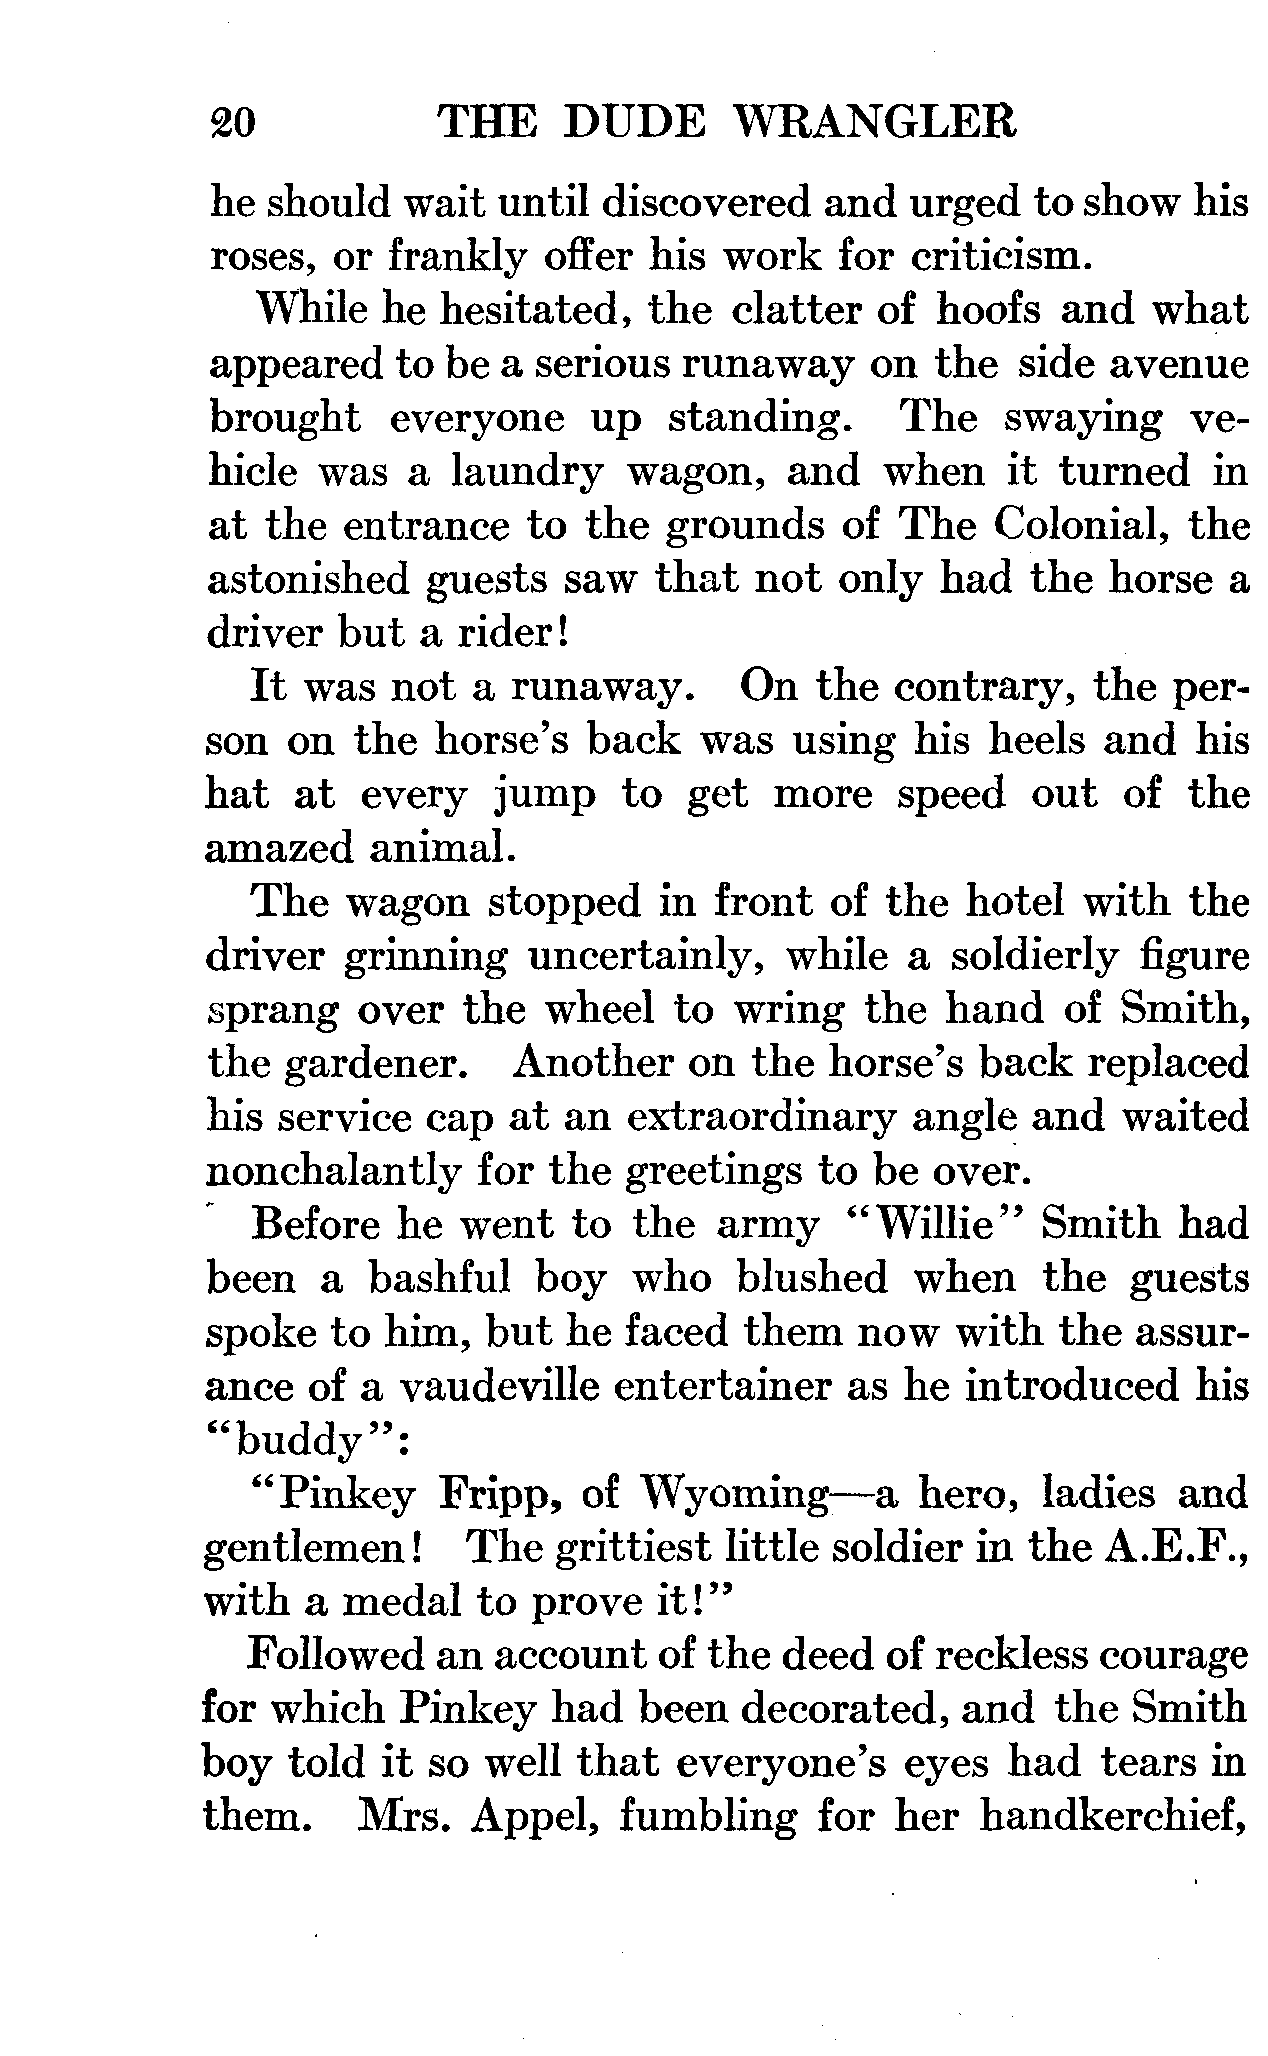 20 THE DUDE WRANGLER
he should wait until discovered and urged to show his
roses, or frankly offer his work for criticism.
While he hesitated, the clatter of hoofs and what
appeared to be a serious runaway on the side avenue
brought everyone up standing. The swaying ve-
hicle was a laundry wagon, and when it turned in
at the entrance to the grounds of The Colonial, the
astonished guests saw that not only had the horse a
driver but a rider!
It was not a runaway. On the contrary, the per-
son on the horse's back was using his heels and his
hat at every jump to get more speed out of the
amazed animal.
The wagon stopped in front of the hotel with the
driver grinning uncertainly, while a soldierly figure
sprang over the wheel to wring the hand of Smith,
the gardener. Another on the horse's back replaced
his service cap at an extraordinary angle and waited
nonchalantly for the greetings to be over.
Before he went to the army “Willie” Smith had
been a bashful boy who blushed when the guests
spoke to him, but he faced them now with the assur-
ance of a vaudeville entertainer as he introduced his
“buddy”:
“Pinkey Fripp, of Wyoming—a hero, ladies and
gentlemen! The grittiest little soldier in the A.E.F.,
with a medal to prove it!”
Followed an account of the deed of reckless courage
for which Pinkey had been decorated, and the Smith
boy told it so well that everyone's eyes had tears in
them. Mrs. Appel, fumbling for her handkerchief,